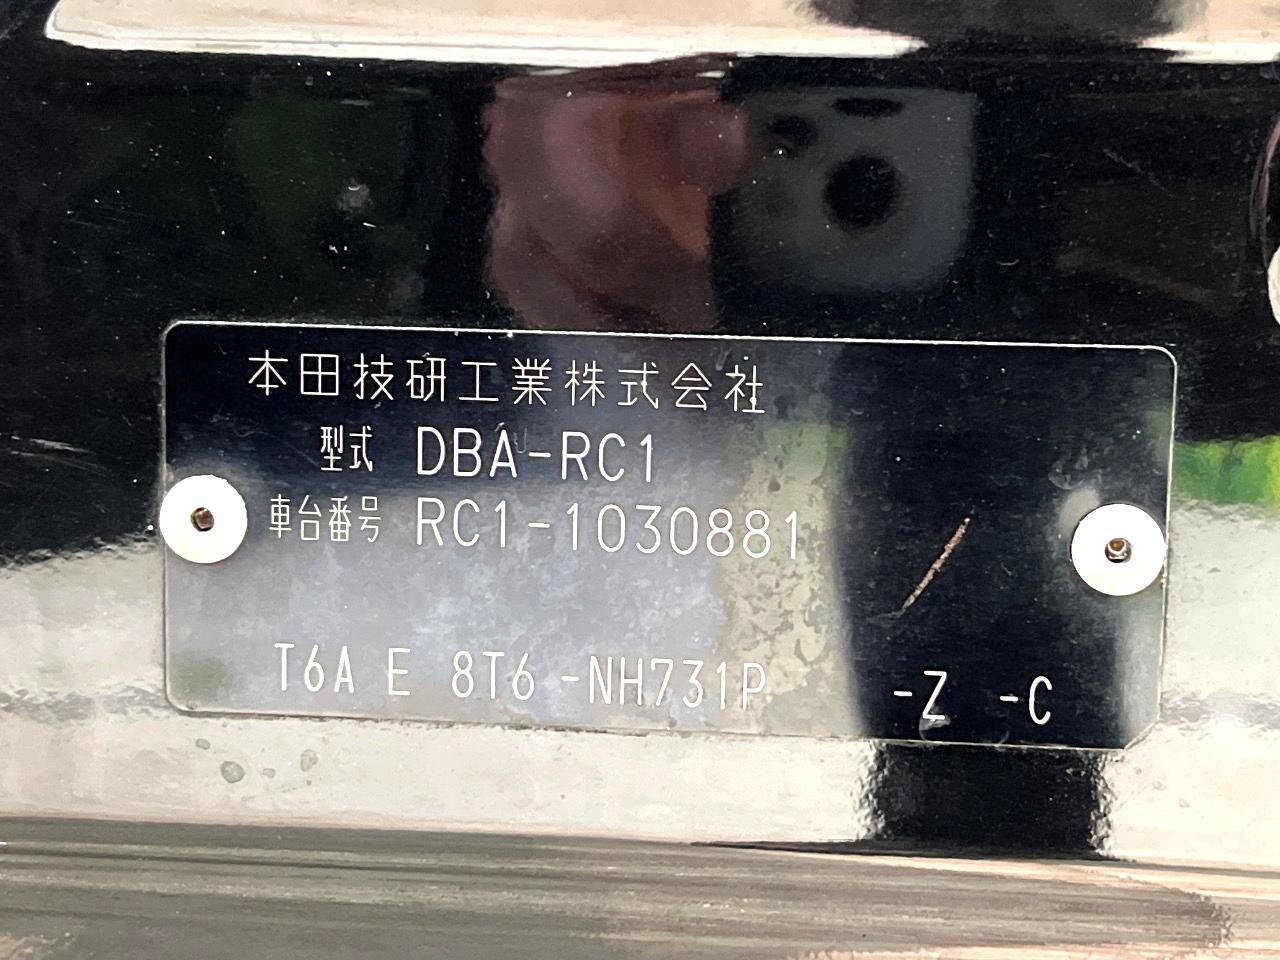 本田技研工業株式会社
型式 DBA-RC1
車台番号 RC1-1030881
T6A E 8T6 -NH731P -Z -C